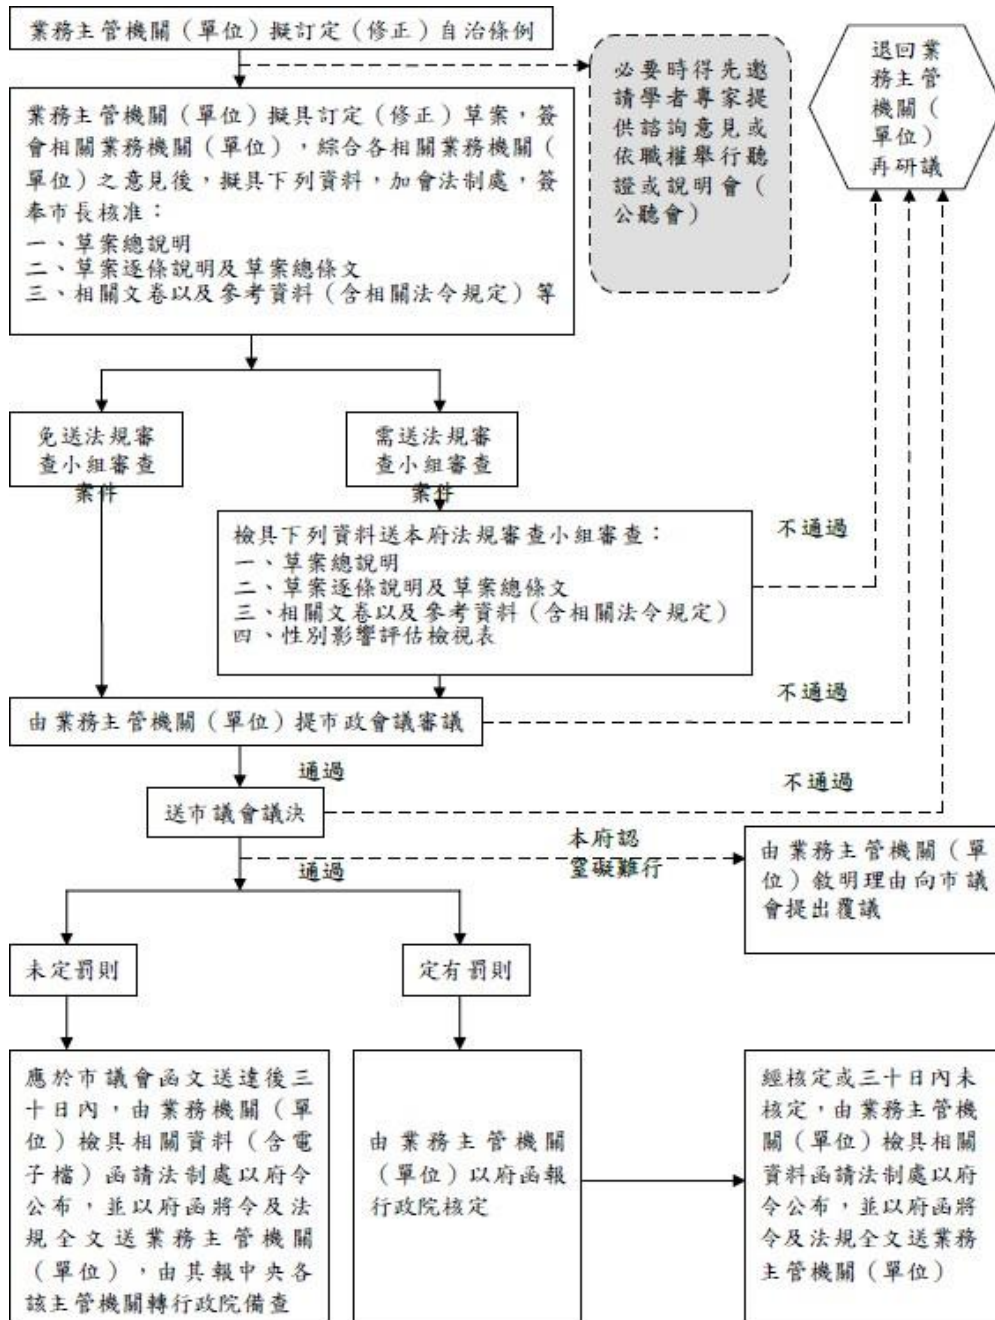 業務主管機關（單位）擬訂定（修正）自治條例
必要時得先邀
請學者專家提
供諮詢意見或
依職權舉行聽
證或說明會（
公聽會）
退回業
務主管
機關（
單位）
再研議
業務主管機關（單位）擬具訂定（修正）草案，簽
會相關業務機關（單位），綜合各相關業務機關（
單位）之意見後，擬具下列資料，加會法制處，簽
奉市長核准：
一、草案總說明
二、草案逐條說明及草案總條文
三、相關文卷以及參考資料（含相關法令規定）等
免送法規審
查小組審查
案件
需送法規審
查小組審查
案件
檢具下列資料送本府法規審查小組審查：
一、草案總說明
二、草案逐條說明及草案總條文
三、相關文卷以及參考資料（含相關法令規定）
四、性別影響評估檢視表
不通過
由業務主管機關（單位）提市政會議審議
不通過
通過
送市議會議決
不通過
通過
本府認
窒礙難行
由業務主管機關（單
位）敘明理由向市議
會提出覆議
未定罰則
定有罰則
應於市議會函文送達後三
十日內，由業務機關（單
位）檢具相關資料（含電
子檔）函請法制處以府令
公布，並以府函將令及法
規全文送業務主管機關
（單位），由其報中央各
該主管機關轉行政院備查
由業務主管機關
（單位）以府函報
行政院核定
經核定或三十日內未
核定，由業務主管機
關（單位）檢具相關
資料函請法制處以府
令公布，並以府函將
令及法規全文送業務
主管機關（單位）